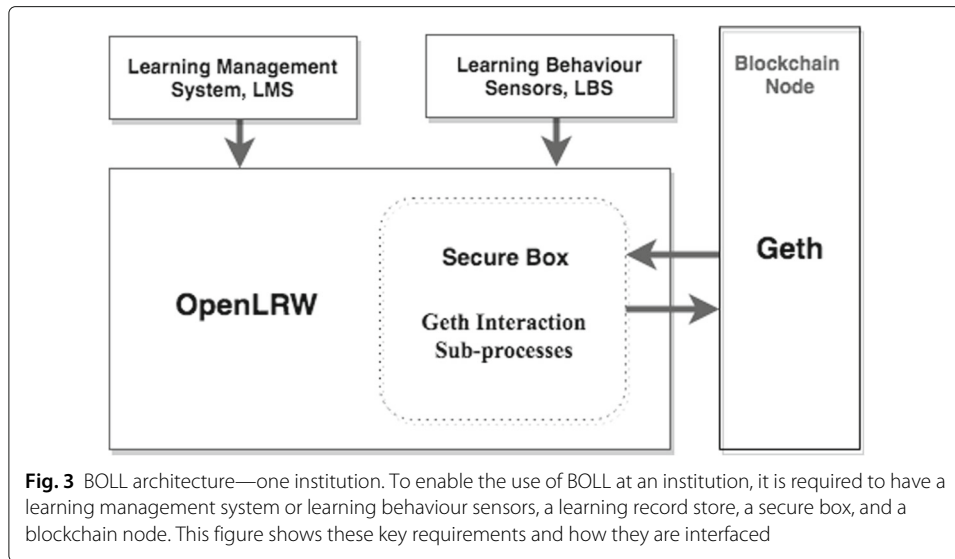 Learning Management
System, LMS
Learning Behaviour
Sensors, LBS
Blockchain
Node
OpenLRW
Secure Box
Geth Interaction
Sub-processes
Geth
Fig. 3 BOLL architecture—one institution. To enable the use of BOLL at an institution, it is required to have a
learning management system or learning behaviour sensors, a learning record store, a secure box, and a
blockchain node. This figure shows these key requirements and how they are interfaced